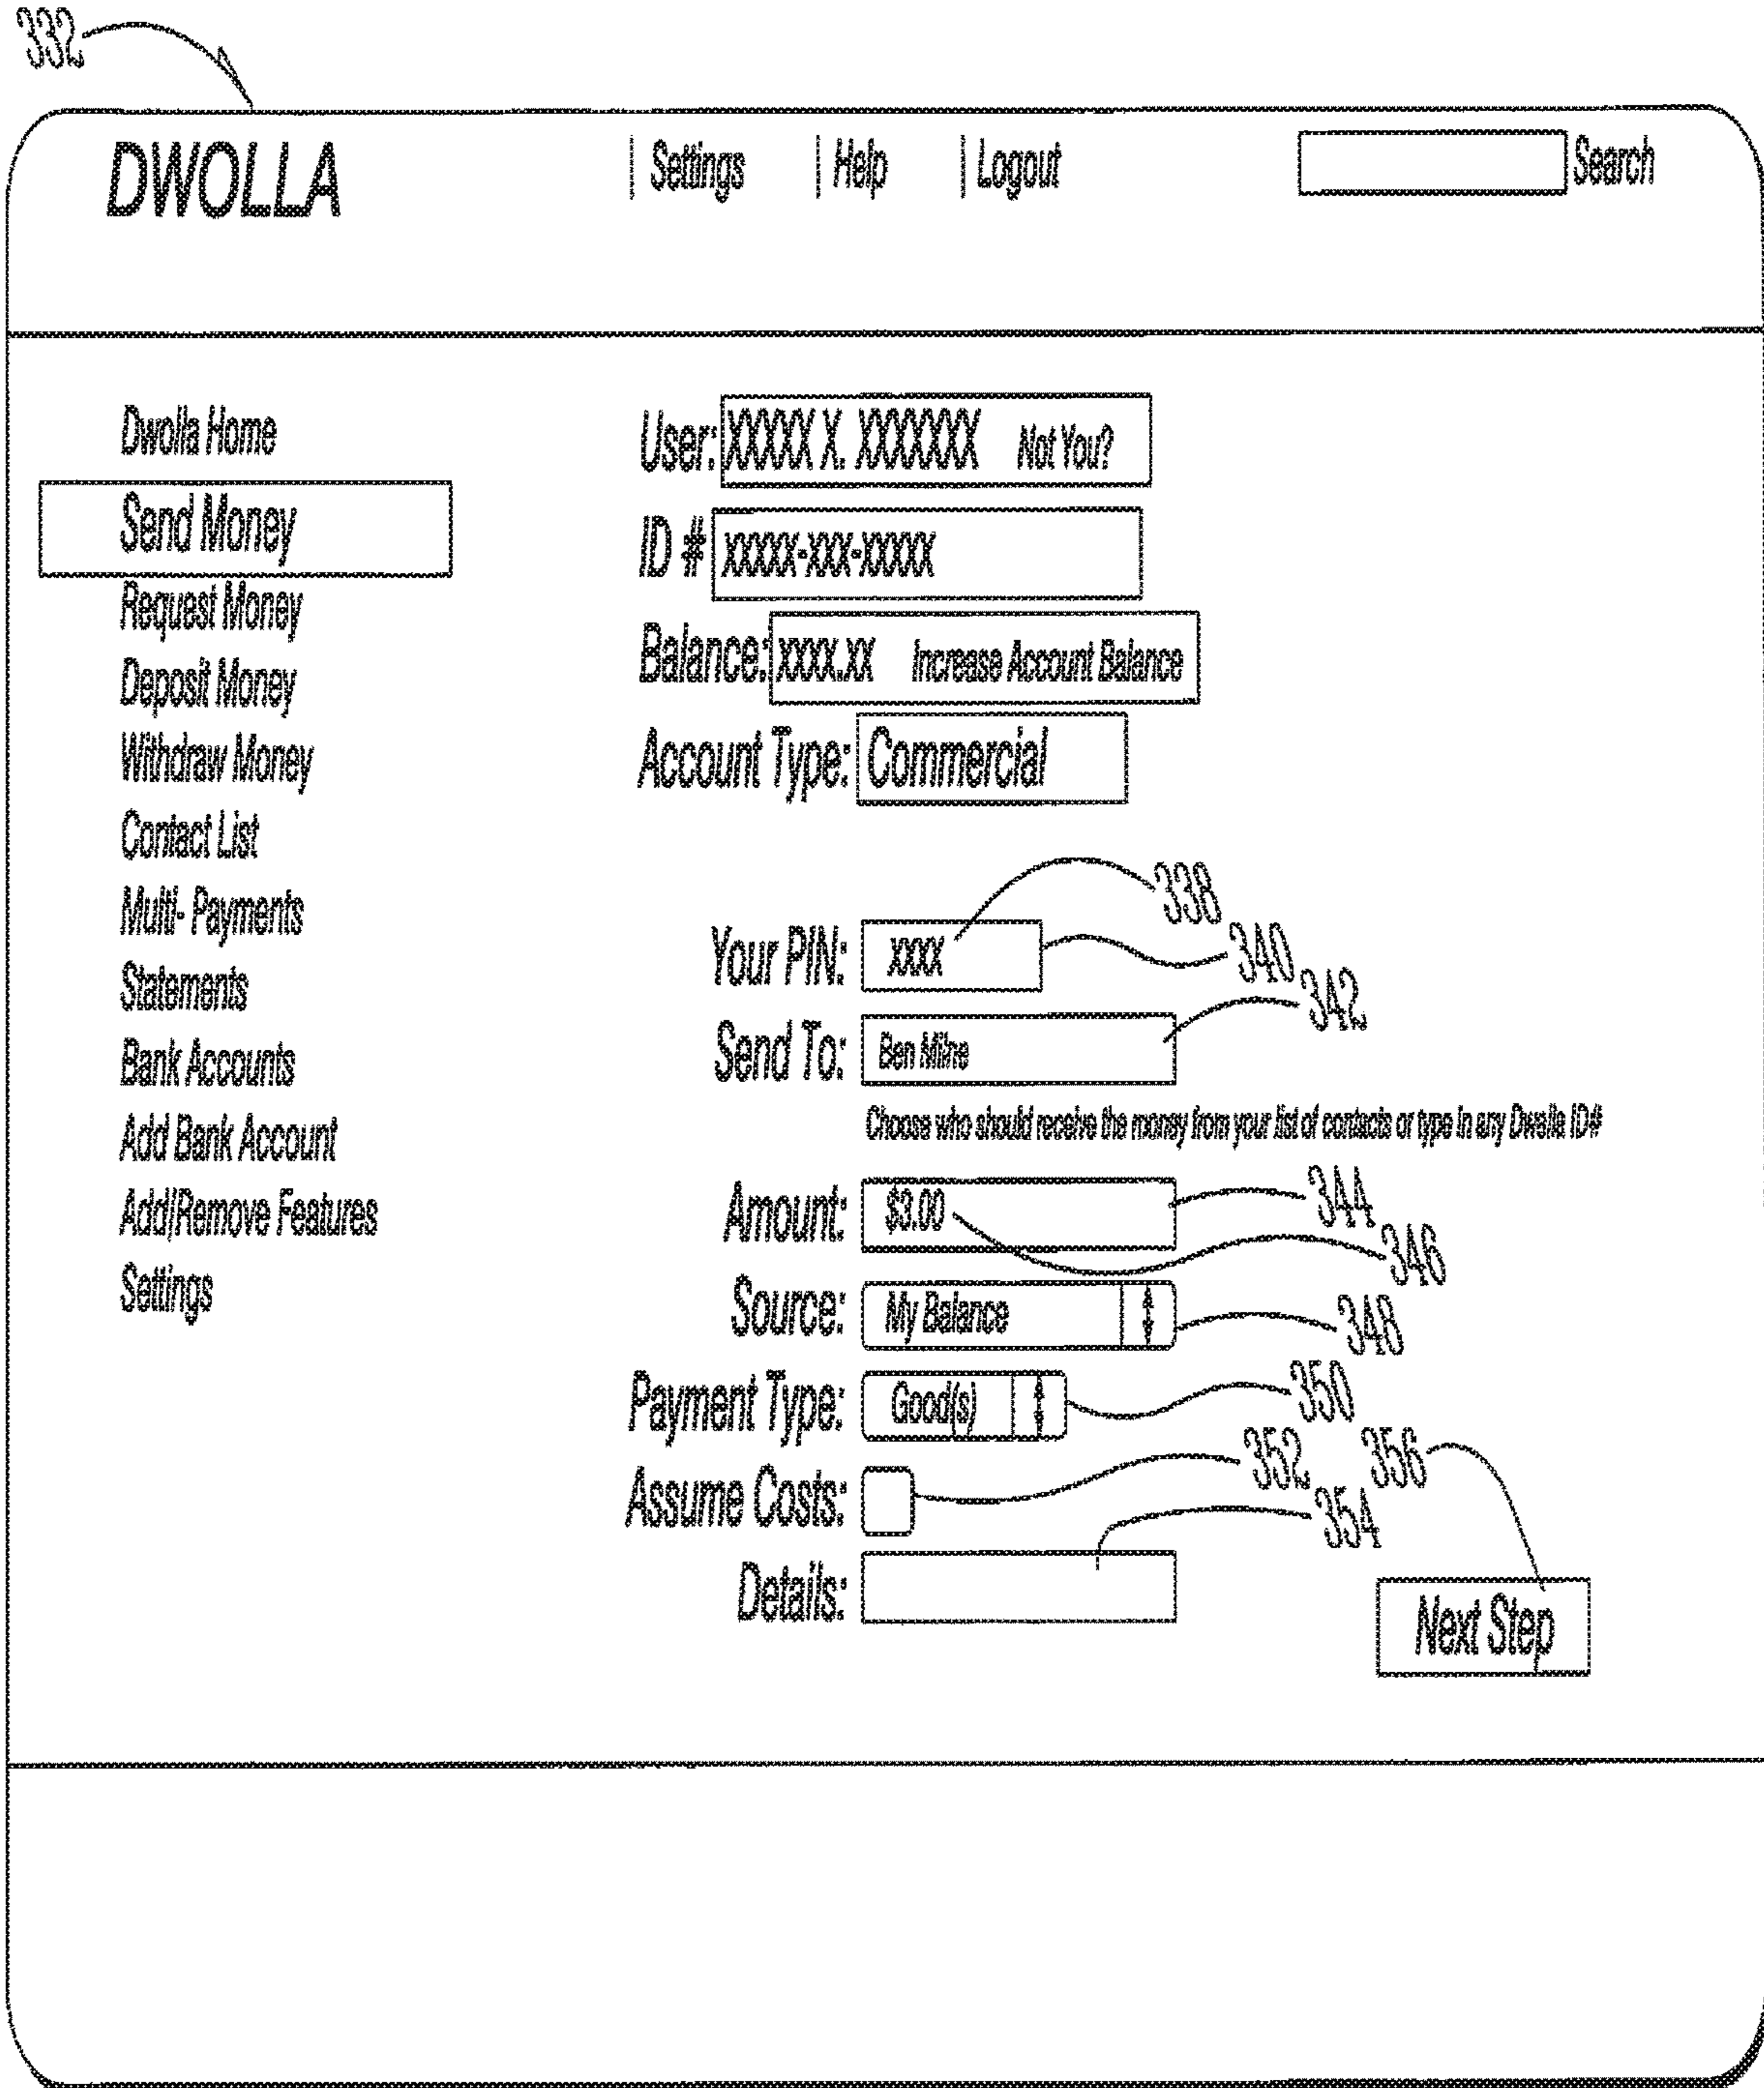 332
DWOLLA | Settings | Help | Logout Search
Dwolla Home
Send Money
Request Money
Deposit Money
Withdraw Money
Contact List
Multi- Payments
Statements
Bank Accounts
Add Bank Account
Add/Remove Features
Settings
User: XXXXX X. XXXXXXX Not You?
ID # xxxxx-xxx-xxxxx
Balance: xxxx.xx Increase Account Balance
Account Type: Commercial
338
Your PIN: xxxx 340
342
Send To: Ben Milne
Choose who should receive the money from your list of contacts or type in any Dwolla ID#
Amount: $3.00 344
346
Source: My Balance 348
Payment Type: Good(s) 350
352 356
Assume Costs: 354
Details:
Next Step